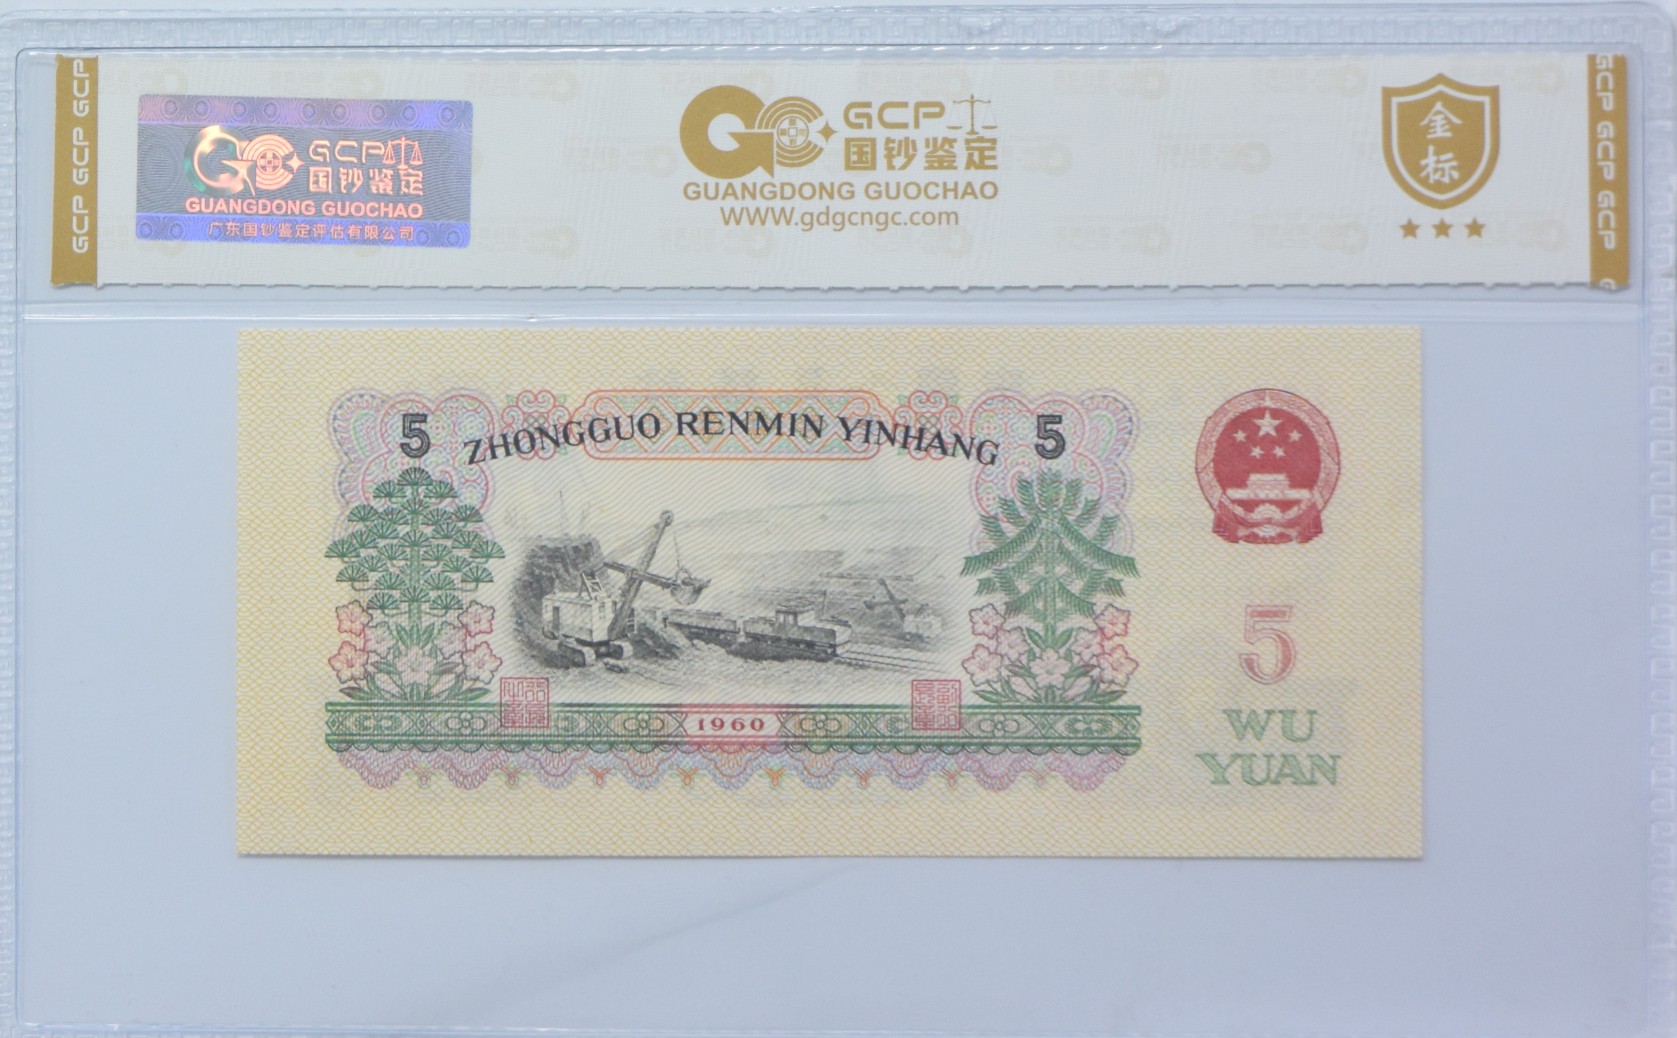 GCP GCP GCP
GCP
国钞鉴定
GUANGDONG GUOCHAO
广东国钞鉴定评估有限公司
GCP
国钞鉴定
GUANGDONG GUOCHAO
WWW.gdgcngc.com
金标
GCP GCP GCP
5 ZHONGGUO RENMIN YINHANG 5
5
1960
WU
YUAN